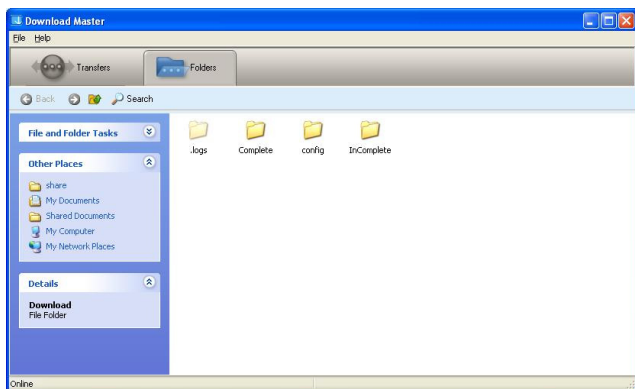 Download Master
File Help
Transfers
Folders
Back
Search
File and Folder Tasks
Other Places
share
My Documents
Shared Documents
My Computer
My Network Places
Details
Download
File Folder
.logs
Complete
config
InComplete
Online